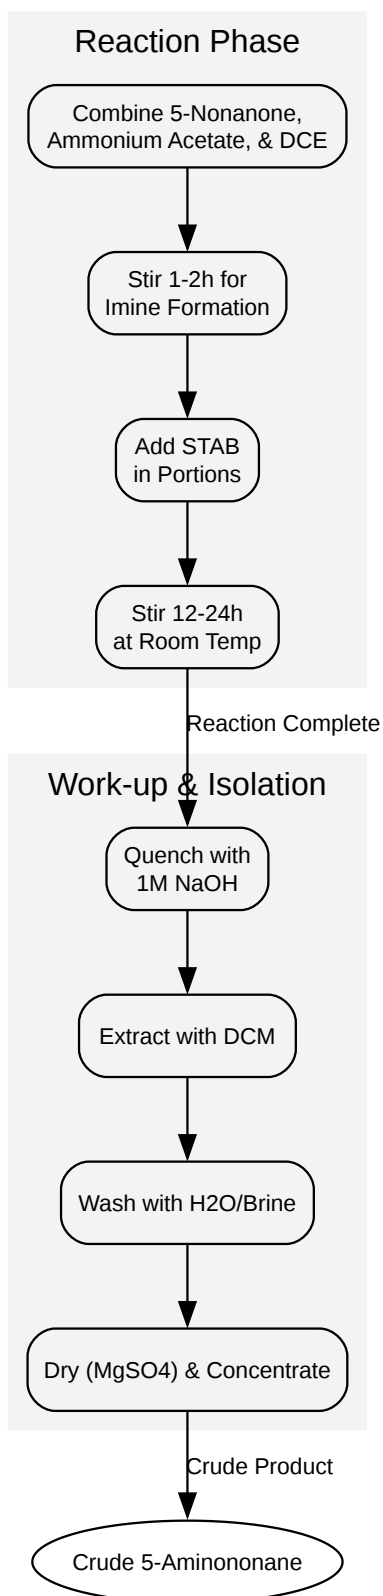 Reaction Phase
Combine 5-Nonanone,
Ammonium Acetate, & DCE
Stir 1-2h for
Imine Formation
Add STAB
in Portions
Stir 12-24h
at Room Temp
Reaction Complete
Work-up & Isolation
Quench with
1M NaOH
Extract with DCM
Wash with H2O/Brine
Dry (MgSO4) & Concentrate
Crude Product
Crude 5-Aminononane